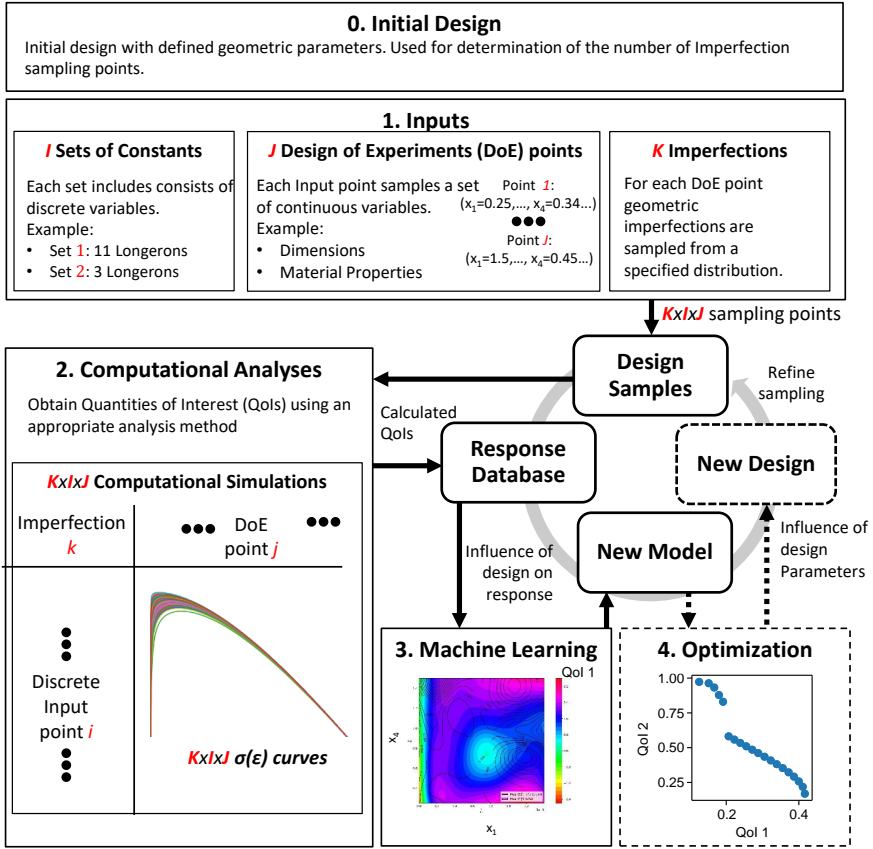 0. Initial Design
Initial design with defined geometric parameters. Used for determination of the number of Imperfection
sampling points.
1. Inputs
I Sets of Constants
Each set includes consists of
discrete variables.
Example:
• Set 1: 11 Longerons
• Set 2: 3 Longerons
J Design of Experiments (DoE) points
Each Input point samples a set
of continuous variables.
Example:
• Dimensions
• Material Properties
Point 1:
(x1=0.25,..., x4=0.34...)
Point J:
(x1=1.5,..., x4=0.45...)
K Imperfections
For each DoE point
geometric
imperfections are
sampled from a
specified distribution.
KxIxJ sampling points
Design
Samples
Refine
sampling
2. Computational Analyses
Obtain Quantities of Interest (QoIs) using an
appropriate analysis method
Calculated
QoIs
Response
Database
New Design
KxIxJ Computational Simulations
Imperfection
k
DoE
point j
Discrete
Input
point i
KxIxJ σ(ε) curves
Influence of
design on
response
New Model
Influence of
design
Parameters
3. Machine Learning
QoI 1
x4
x1
4. Optimization
QoI 2
1.00
0.75
0.50
0.25
0.2
0.4
QoI 1